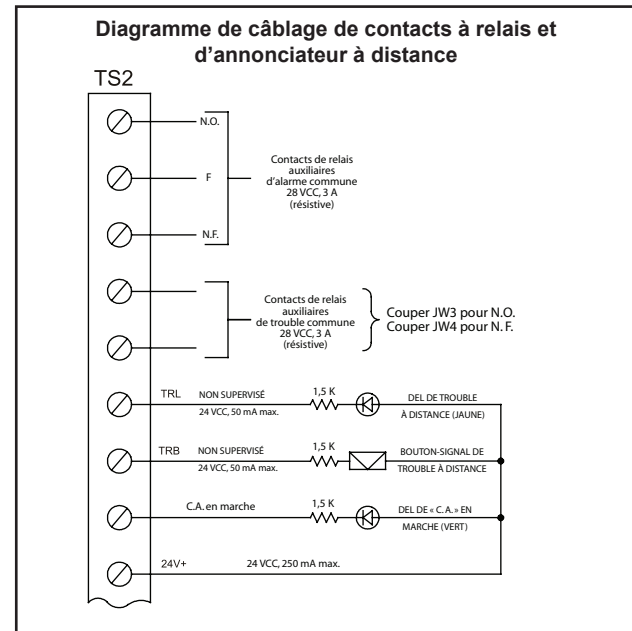 Diagramme de câblage de contacts à relais et
d'annonciateur à distance
TS2
N.O.
F
N.F.
Contacts de relais
auxiliaires
d'alarme commune
28 VCC, 3 A
(résistive)
Contacts de relais
auxiliaires
de trouble commune
28 VCC, 3 A
(résistive)
Couper JW3 pour N.O.
Couper JW4 pour N. F.
TRL
NON SUPERVISÉ
24 VCC, 50 mA max.
1,5 K
DEL DE TROUBLE
À DISTANCE (JAUNE)
TRB
NON SUPERVISÉ
24 VCC, 50 mA max.
1,5 K
BOUTON-SIGNAL DE
TROUBLE À DISTANCE
C.A. en marche
1,5 K
DEL DE « C.A. » EN
MARCHE (VERT)
24V+
24 VCC, 250 mA max.